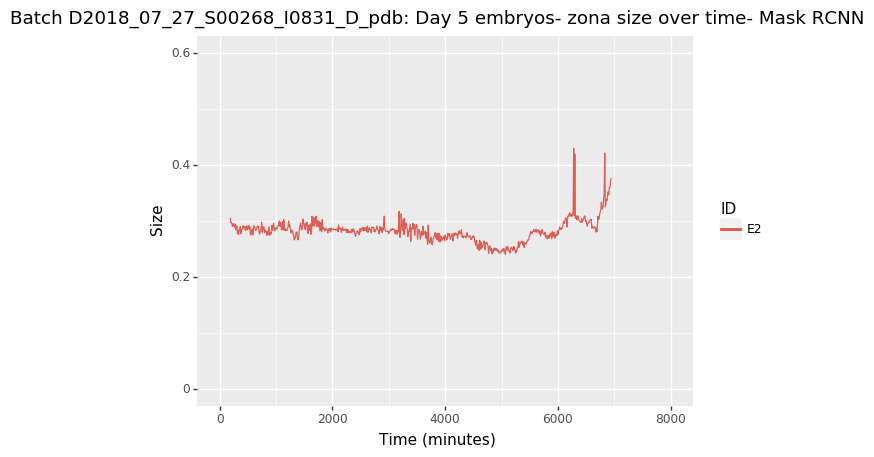 Batch D2018_07_27_S00268_I0831_D_pdb: Day 5 embryos- zona size over time- Mask RCNN
0.6
0.4
0.2
0
Size
0 2000 4000 6000 8000
Time (minutes)
ID
E2